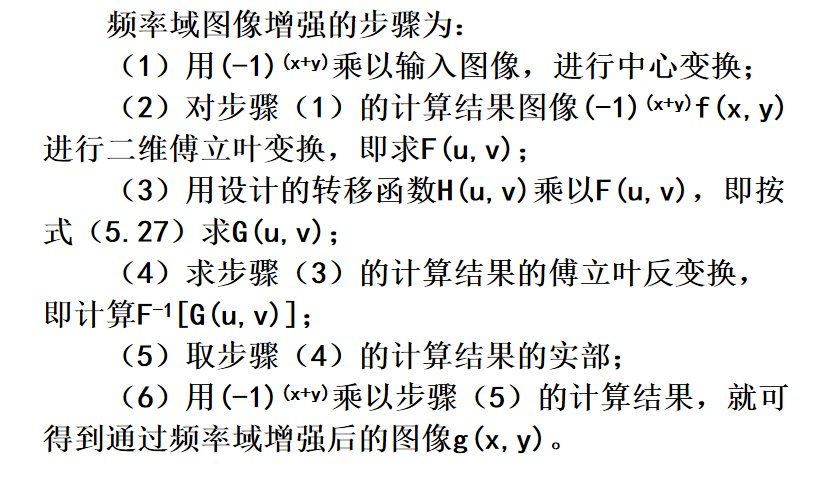 频率域图像增强的步骤为:
（1）用(-1)(x+y)乘以输入图像，进行中心变换；
（2）对步骤（1）的计算结果图像(-1)(x+y)f(x,y)
进行二维傅立叶变换，即求F(u,v)；
（3）用设计的转移函数H(u,v)乘以F(u,v)，即按
式（5.27）求G(u,v)；
（4）求步骤（3）的计算结果的傅立叶反变换，
即计算F-1[G(u,v)]；
（5）取步骤（4）的计算结果的实部；
（6）用(-1)(x+y)乘以步骤（5）的计算结果，就可
得到通过频率域增强后的图像g(x,y)。